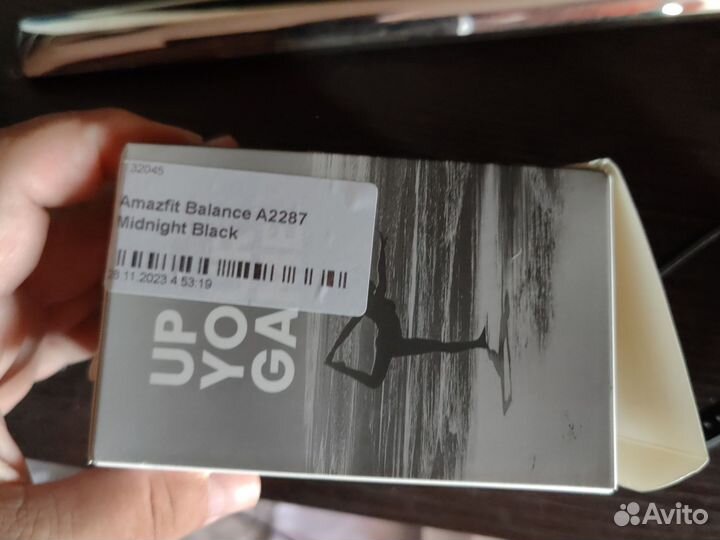 32045
Amazfit Balance A2287
Midnight Black
28.11.2023 4:53:19
UP
YO
GA
Avito